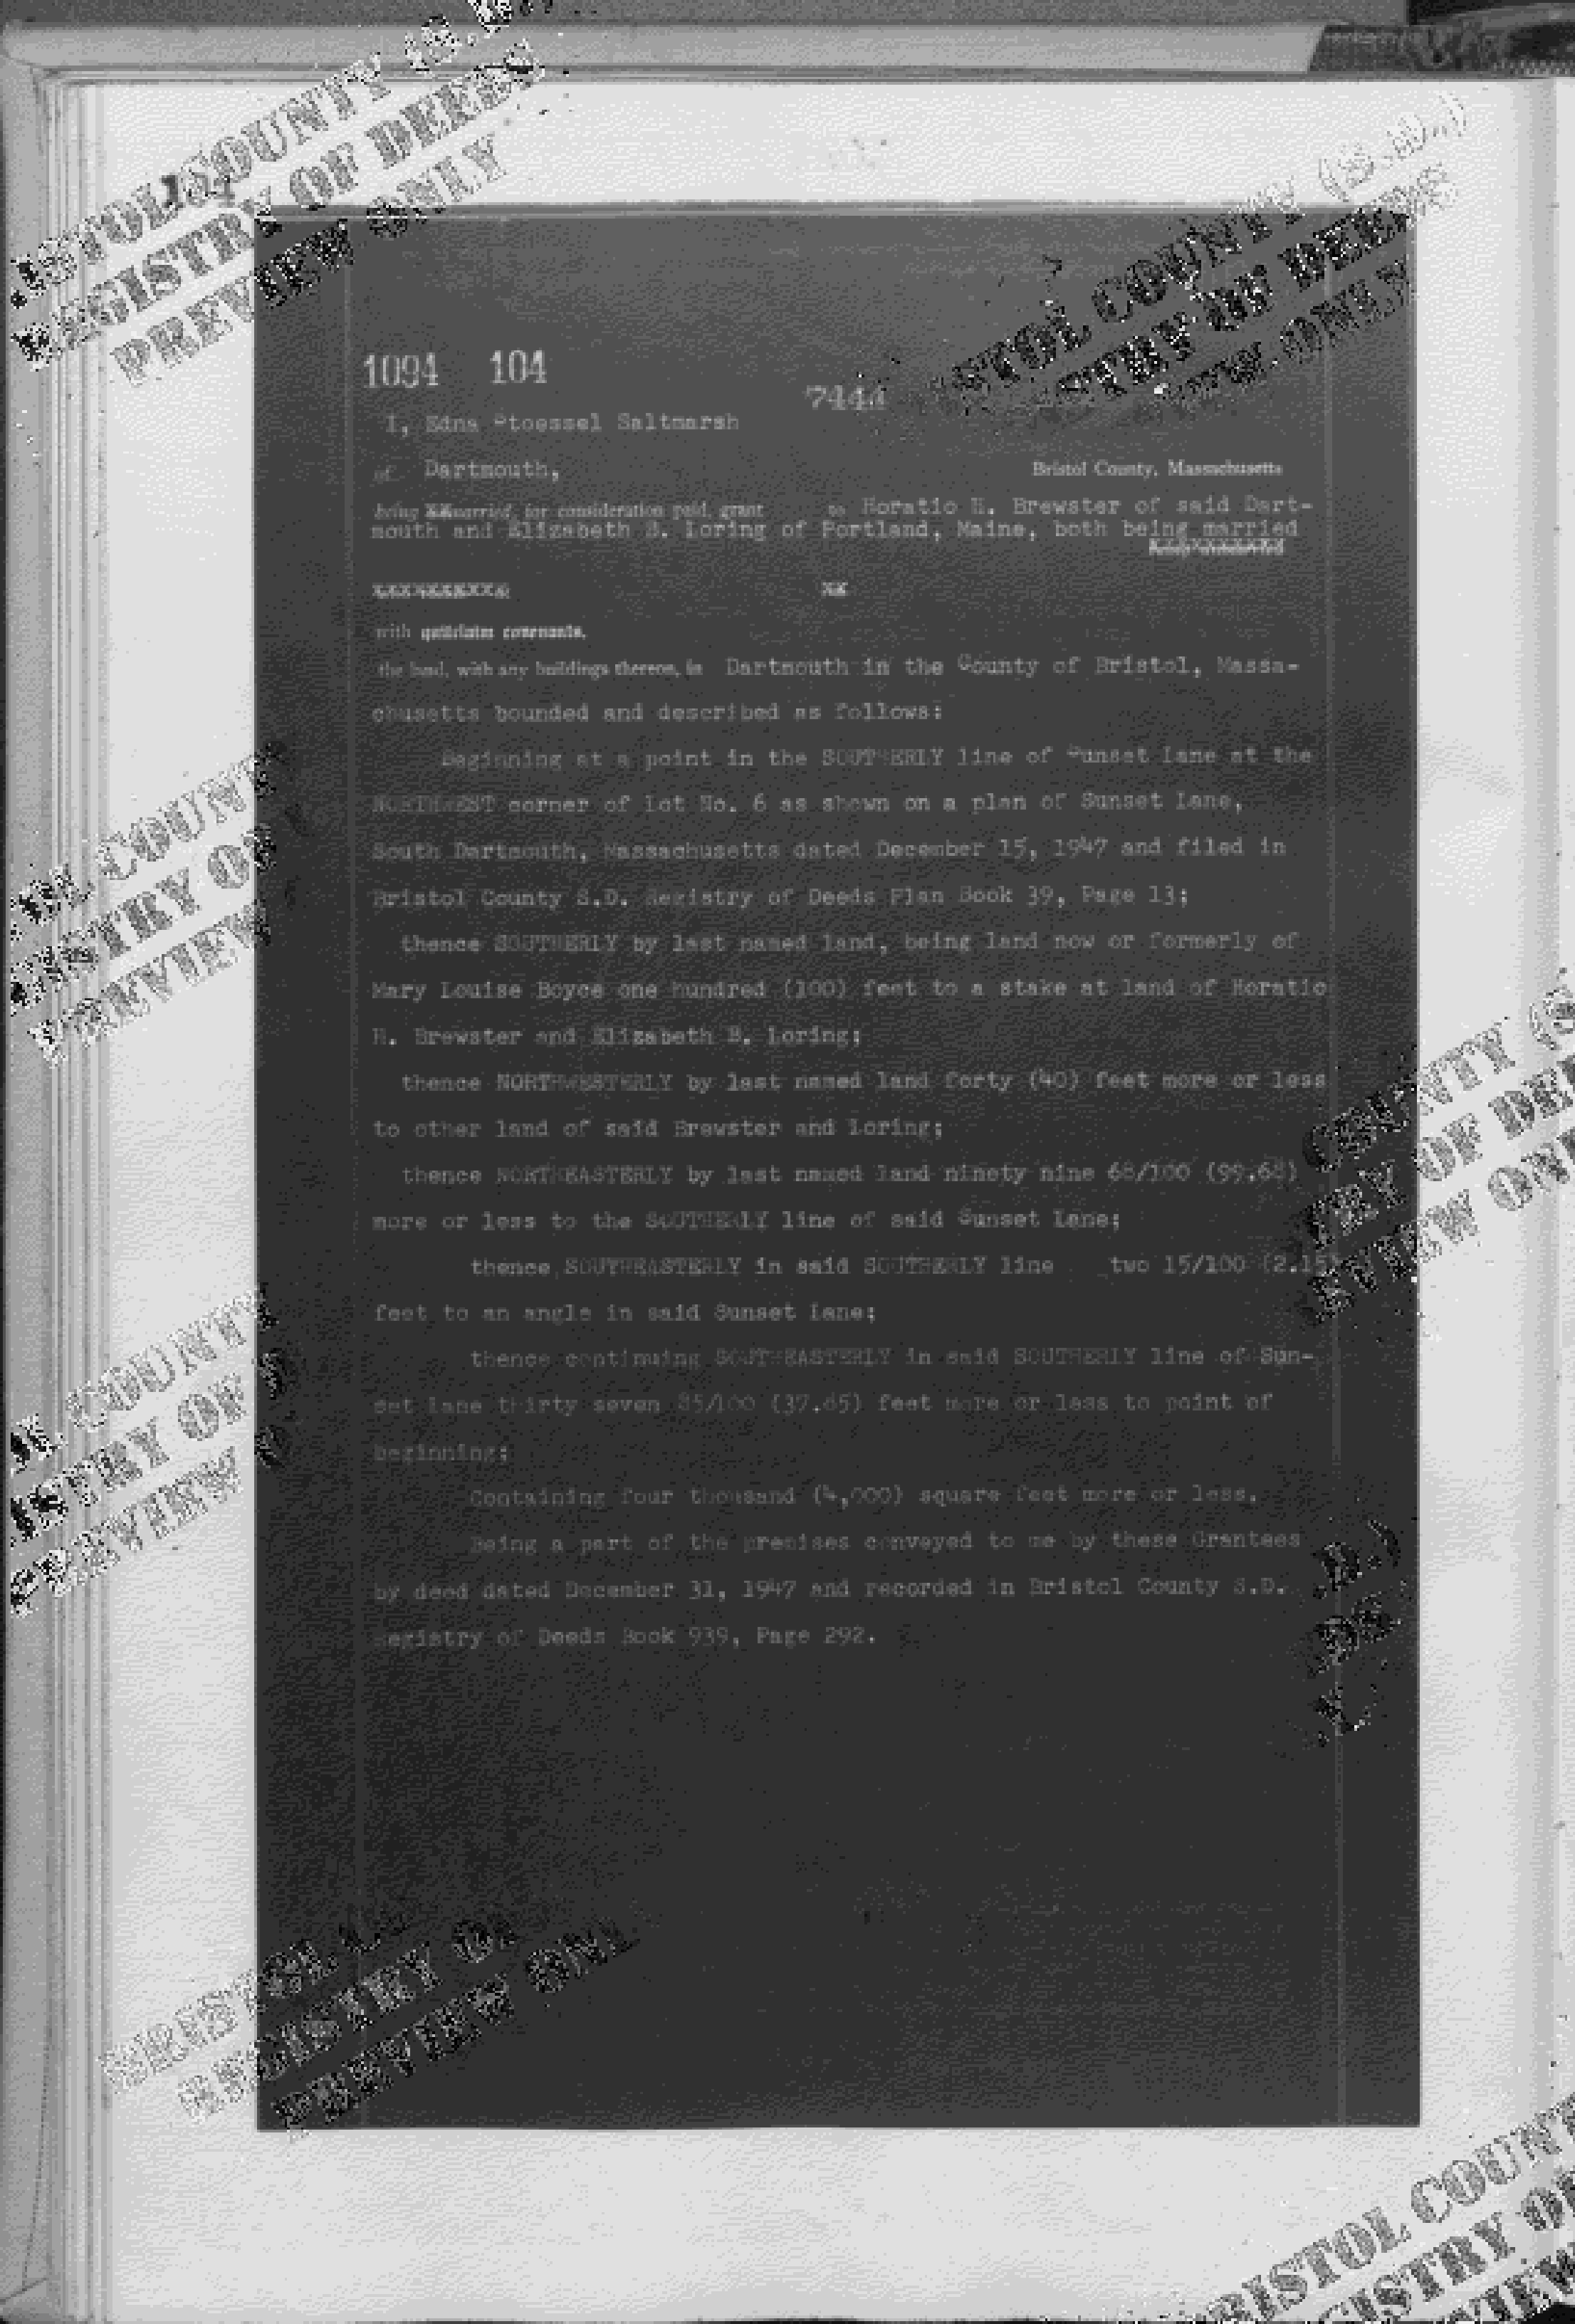 1094 104
I, Edna Stoessel Saltmarsh
of Dartmouth,
Bristol County, Massachusetts
being married, for consideration paid, grant to Horatio H. Brewster of said Dart-
mouth and Elizabeth B. Loring of Portland, Maine, both being married
with quitclaim covenants,
the land, with any buildings thereon, in Dartmouth in the County of Bristol, Massa-
chusetts bounded and described as follows:
Beginning at a point in the SOUTHERLY line of Sunset Lane at the
NORTHWEST corner of lot No. 6 as shown on a plan of Sunset Lane,
South Dartmouth, Massachusetts dated December 15, 1947 and filed in
Bristol County S.D. Registry of Deeds Plan Book 39, Page 13;
thence SOUTHERLY by last named land, being land now or formerly of
Mary Louise Boyce one hundred (100) feet to a stake at land of Horatio
H. Brewster and Elizabeth B. Loring;
thence NORTHWESTERLY by last named land forty (40) feet more or less
to other land of said Brewster and Loring;
thence NORTHEASTERLY by last named land ninety nine 68/100 (99.68)
more or less to the SOUTHERLY line of said Sunset Lane;
thence SOUTHEASTERLY in said SOUTHERLY line two 15/100 (2.15)
feet to an angle in said Sunset Lane;
thence continuing SOUTHEASTERLY in said SOUTHERLY line of Sun-
set Lane thirty seven 85/100 (37.85) feet more or less to point of
beginning;
Containing four thousand (4,000) square feet more or less.
Being a part of the premises conveyed to me by these Grantees
by deed dated December 31, 1947 and recorded in Bristol County S.D.
Registry of Deeds Book 939, Page 292.
BRISTOL COUNTY (S.D.)
REGISTRY OF DEEDS
PREVIEW ONLY